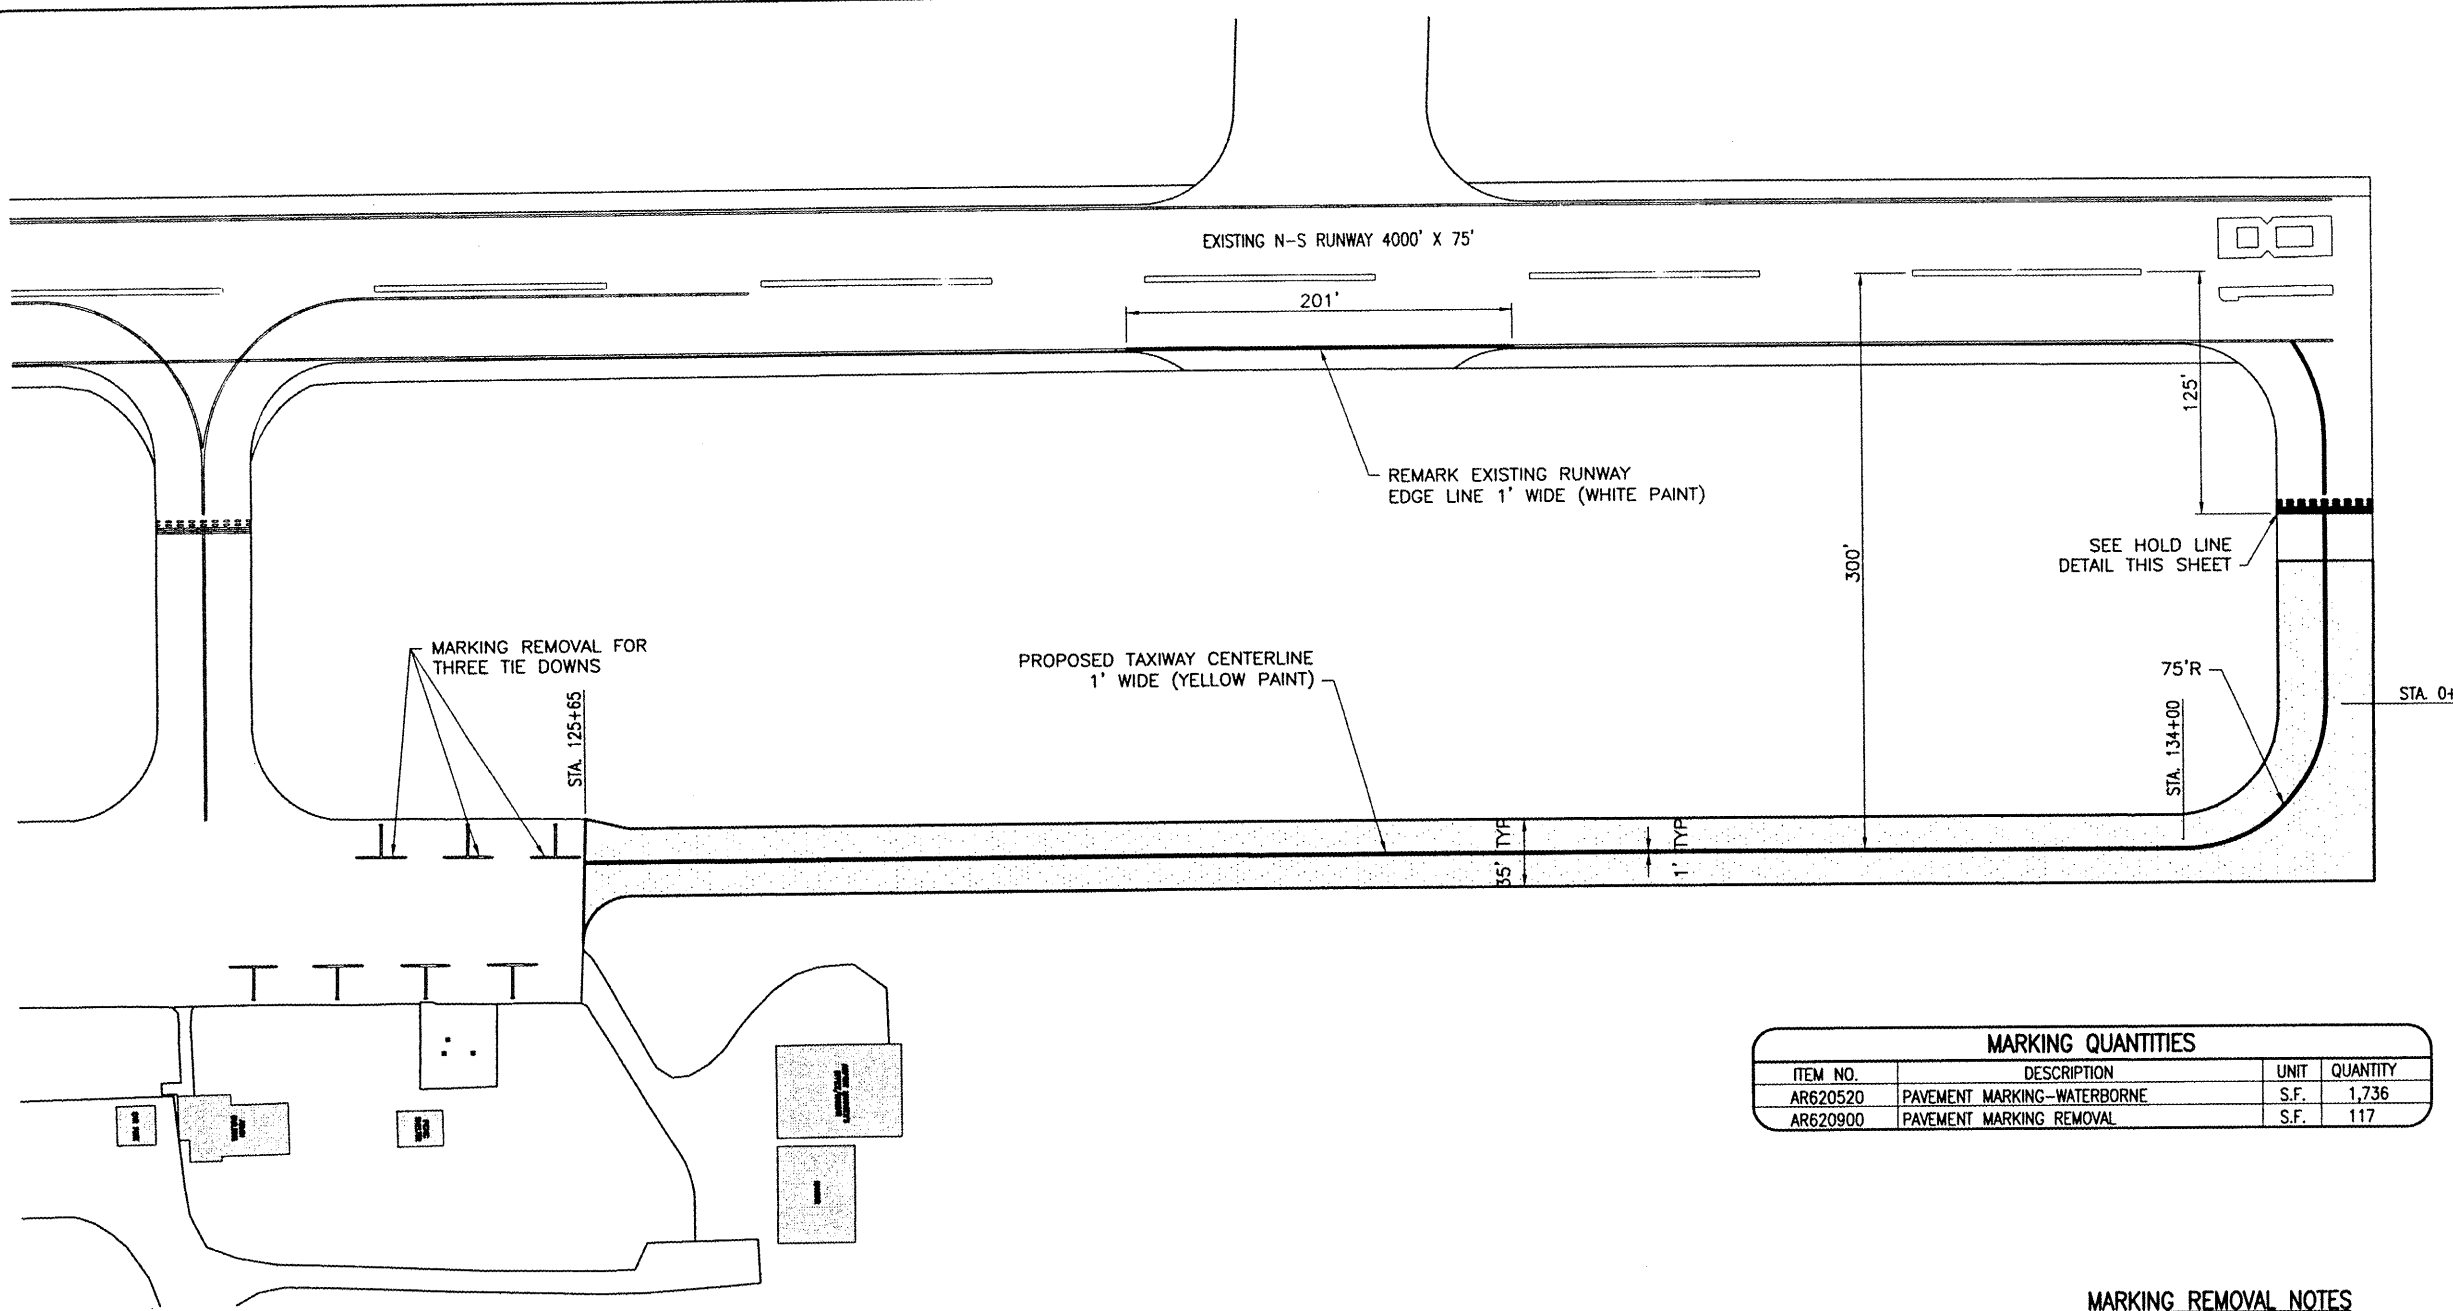 EXISTING N-S RUNWAY 4000' X 75'
201'
125'
REMARK EXISTING RUNWAY
EDGE LINE 1' WIDE (WHITE PAINT)
300'
SEE HOLD LINE
DETAIL THIS SHEET
MARKING REMOVAL FOR
THREE TIE DOWNS
PROPOSED TAXIWAY CENTERLINE
1' WIDE (YELLOW PAINT)
75'R
STA. 0+
STA. 125+65
STA. 134+00
35' TYP
1' TYP
MARKING QUANTITIES
ITEM NO. DESCRIPTION UNIT QUANTITY
AR620520 PAVEMENT MARKING-WATERBORNE S.F. 1,736
AR620900 PAVEMENT MARKING REMOVAL S.F. 117
MARKING REMOVAL NOTES